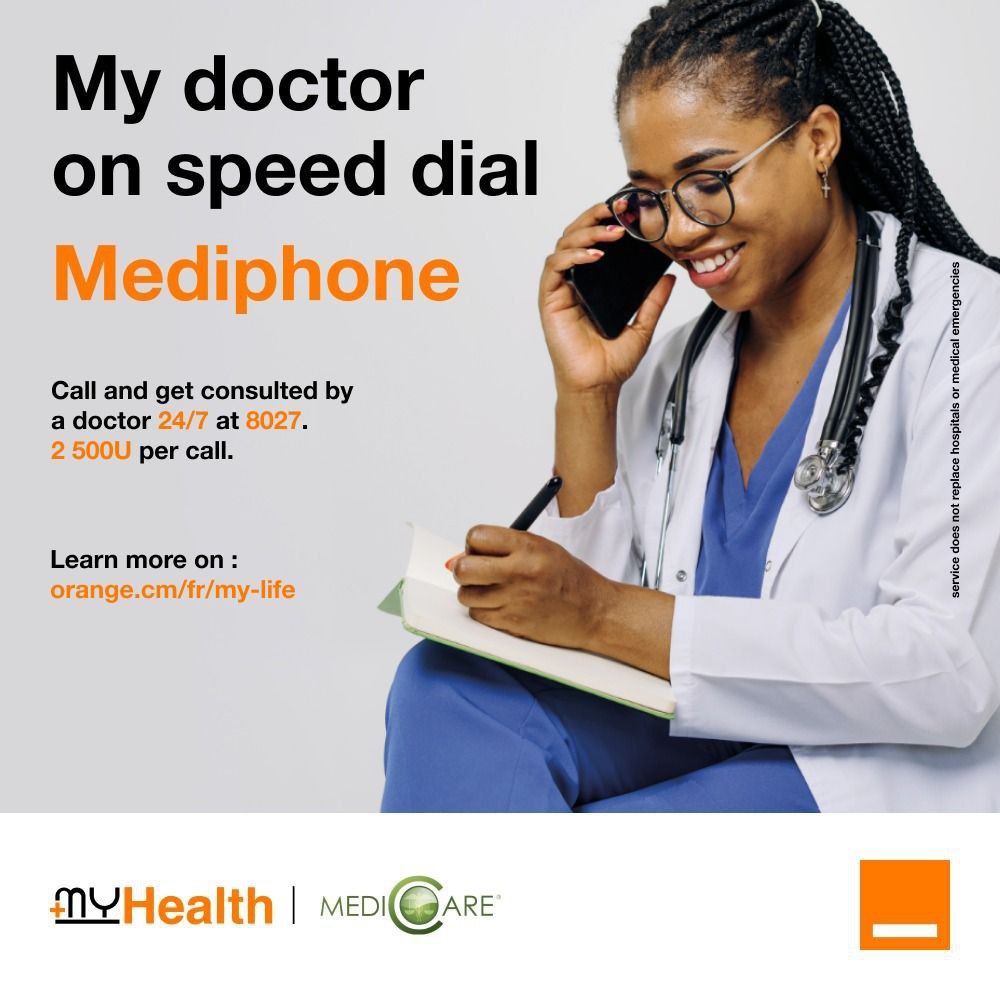 My doctor
on speed dial
Mediphone
Call and get consulted by
a doctor 24/7 at 8027.
2 500U per call.
Learn more on :
orange.cm/fr/my-life
service does not replace hospitals or medical emergencies
+myHealth | MEDICARE®